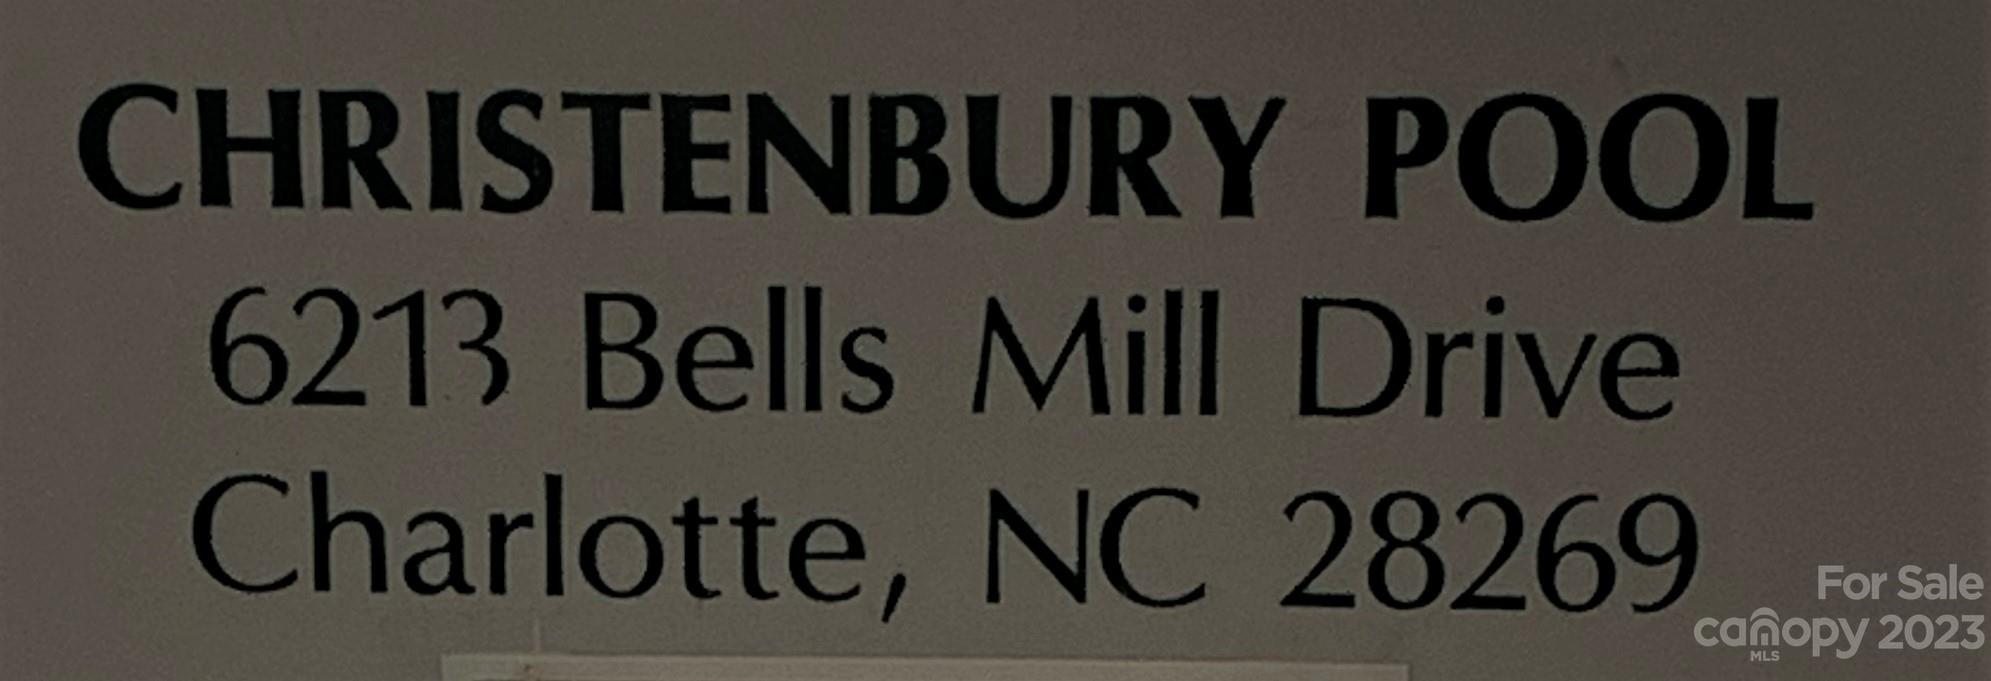 CHRISTENBURY POOL
6213 Bells Mill Drive
Charlotte, NC 28269
For Sale
canopy 2023
MLS